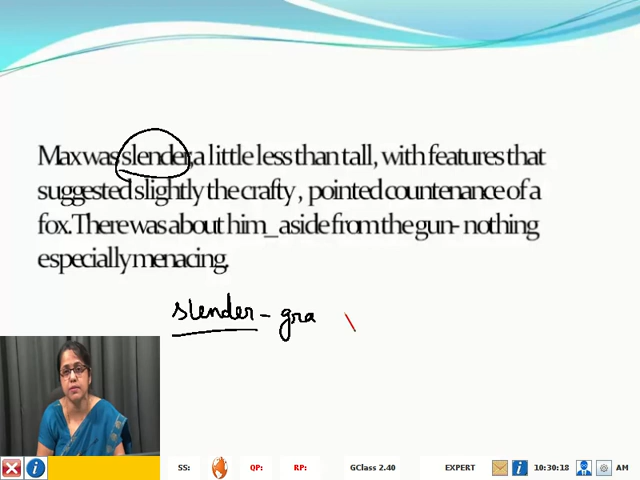 Max was slender, a little less than tall, with features that
suggested slightly the crafty , pointed countenance of a
fox. There was about him_ aside from the gun- nothing
especially menacing.
slender - gra
SS: QP: RP: GClass 2.40 EXPERT 10:30:18 AM